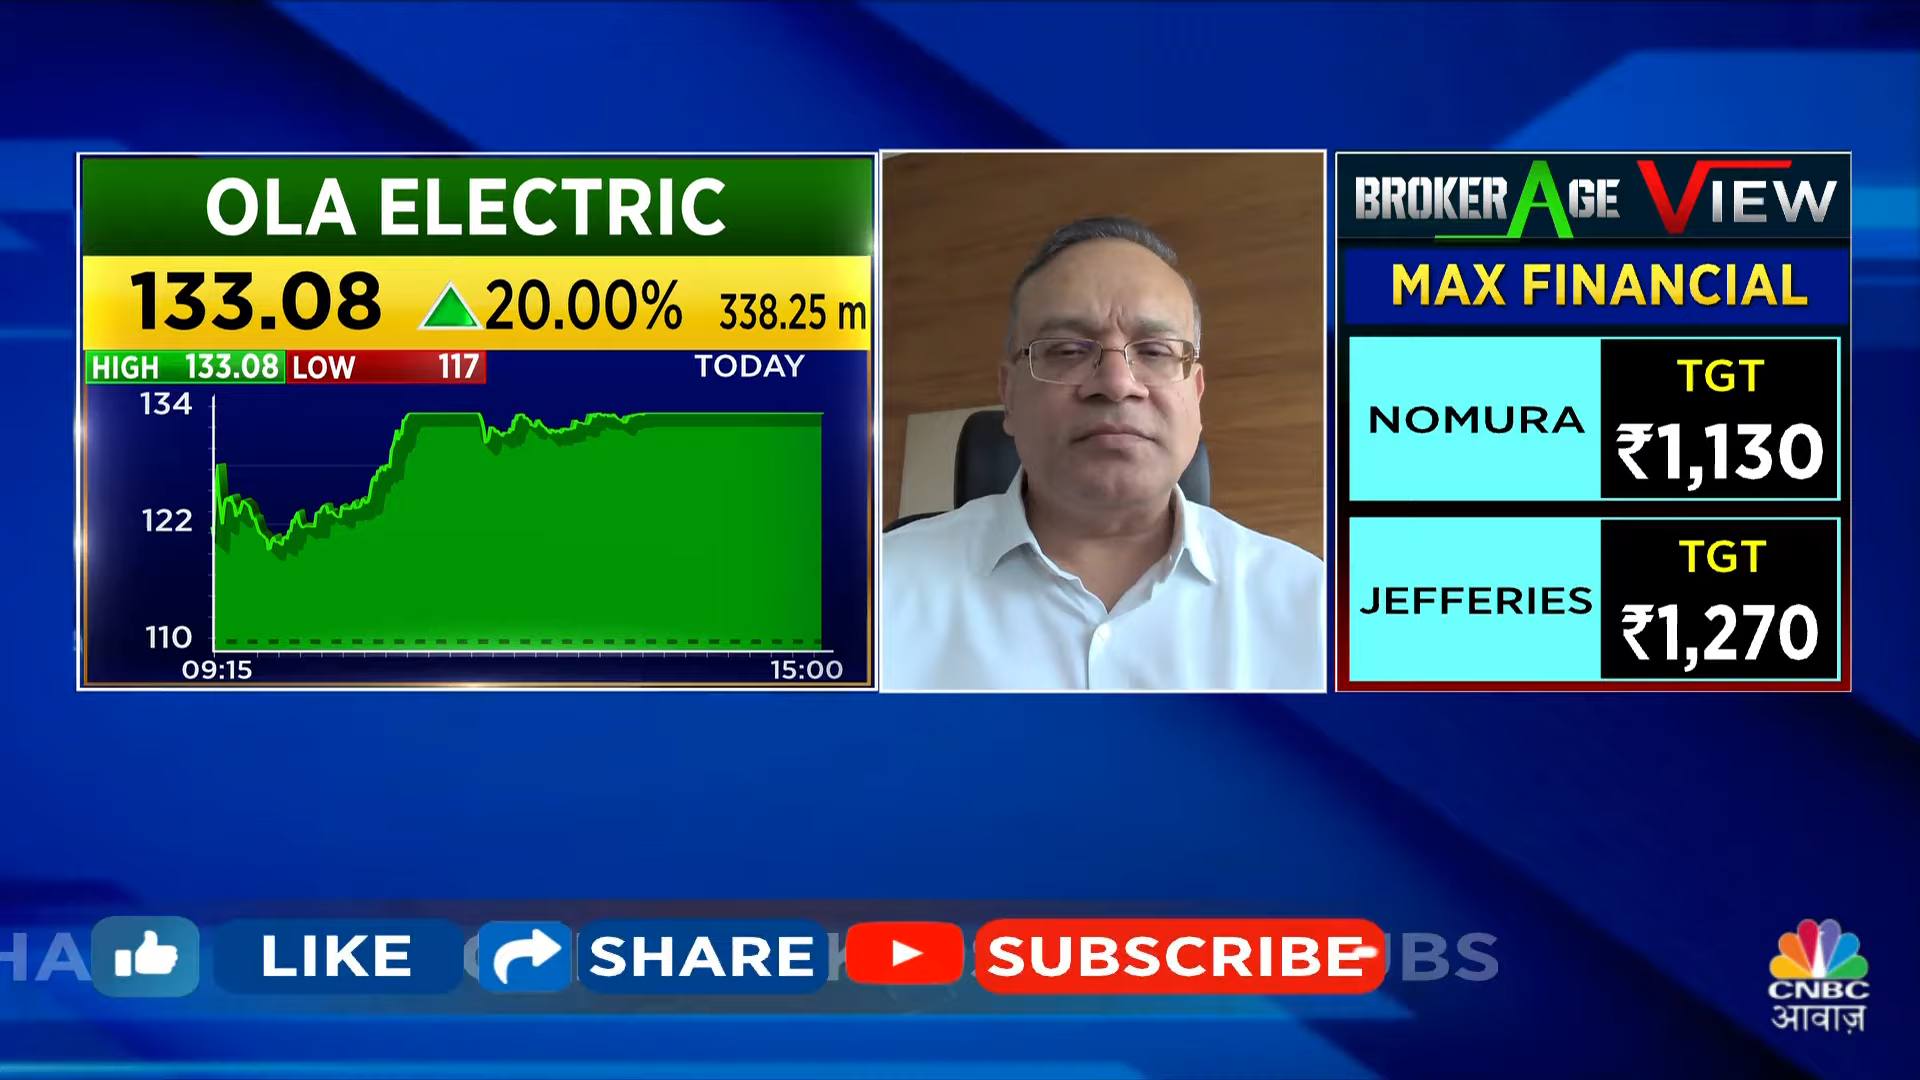 OLA ELECTRIC
133.08 20.00% 338.25 m
HIGH 133.08 LOW 117 TODAY
134
122
110
09:15 15:00
BROKERAGE VIEW
MAX FINANCIAL
NOMURA
TGT
₹1,130
JEFFERIES
TGT
₹1,270
LIKE SHARE SUBSCRIBE
CNBC
आवाज़